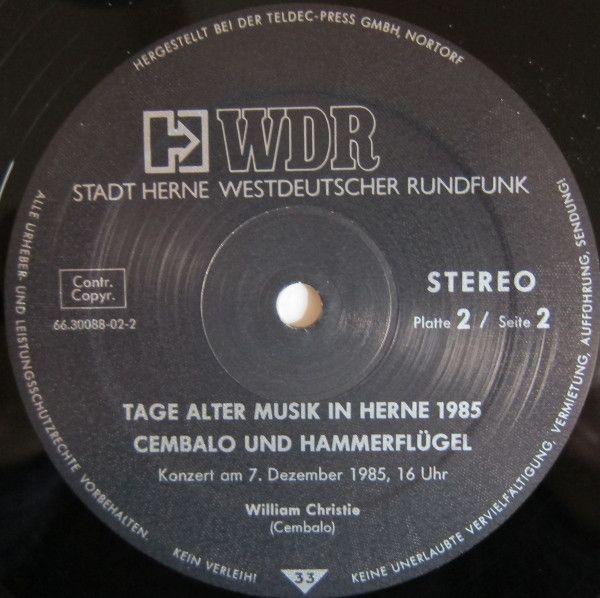 HERGESTELLT BEI DER TELDEC-PRESS GMBH, NORTORF
WDR
STADT HERNE WESTDEUTSCHER RUNDFUNK
Contr.
Copyr.
66.30088-02-2
STEREO
Platte 2 / Seite 2
TAGE ALTER MUSIK IN HERNE 1985
CEMBALO UND HAMMERFLÜGEL
Konzert am 7. Dezember 1985, 16 Uhr
William Christie
(Cembalo)
ALLE URHEBER- UND LEISTUNGSSCHUTZRECHTE VORBEHALTEN.
KEIN VERLEIH!
33
KEINE UNERLAUBTE VERVIELFÄLTIGUNG, VERMIETUNG, AUFFÜHRUNG, SENDUNG!